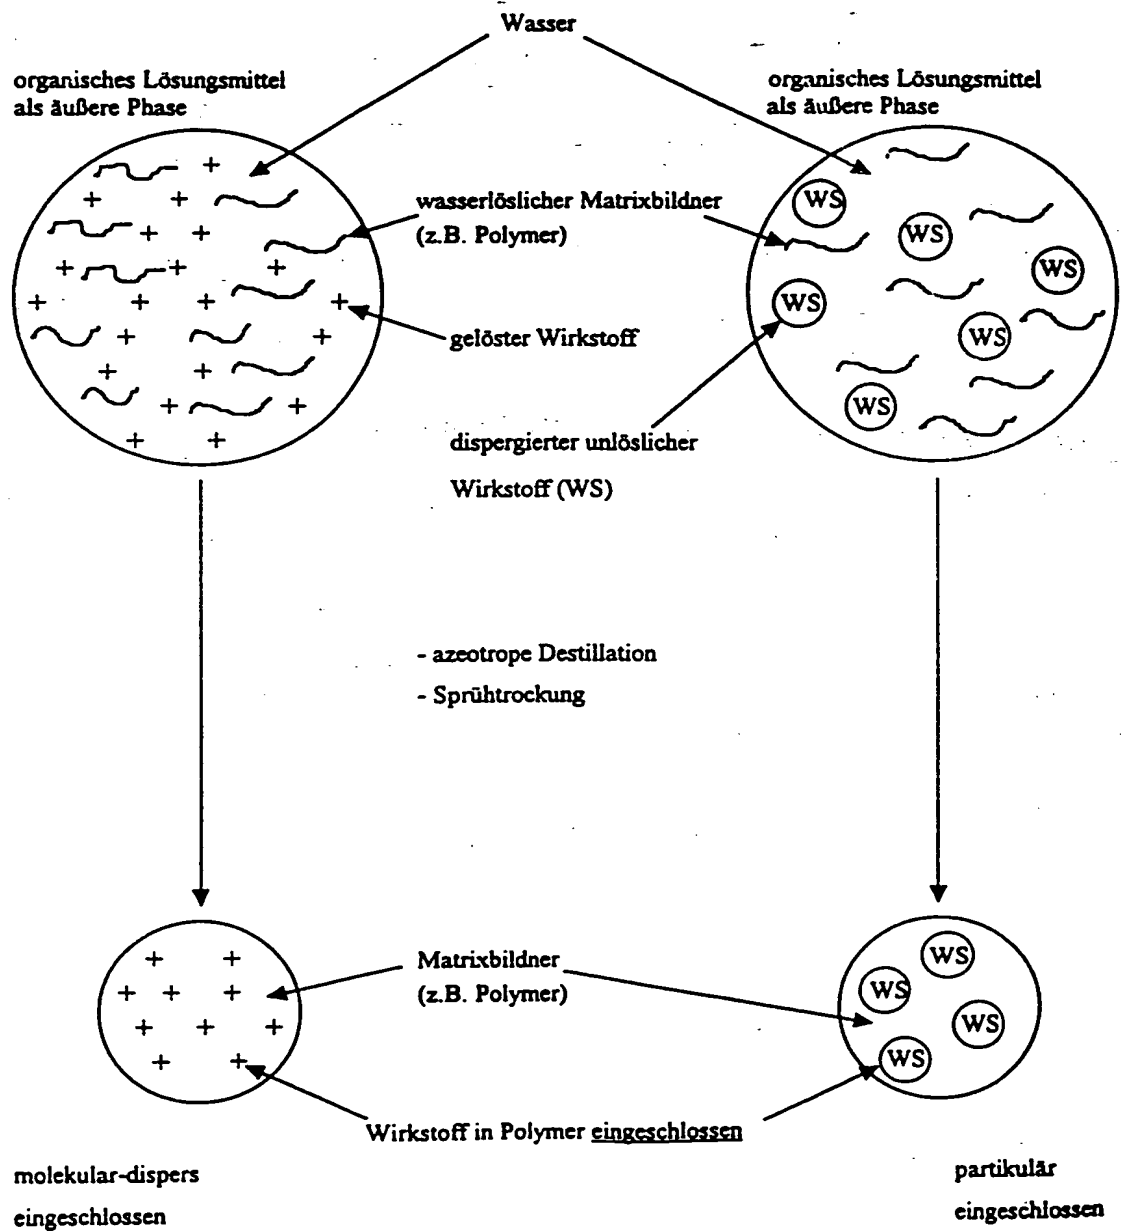 Wasser
organisches Lösungsmittel
als äußere Phase
organisches Lösungsmittel
als äußere Phase
+
+ +
WS
wasserlöslicher Matrixbildner
(z.B. Polymer)
+ +
WS
+ + +
WS
+ + + +
WS
+ +
gelöster Wirkstoff
WS
+ +
+ +
WS
+ +
dispergierter unlöslicher
Wirkstoff (WS)
- azeotrope Destillation
- Sprühtrockung
+ +
WS
Matrixbildner
(z.B. Polymer)
+ + +
WS
+ + +
WS
+ +
WS
Wirkstoff in Polymer eingeschlossen
molekular-dispers
eingeschlossen
partikulär
eingeschlossen